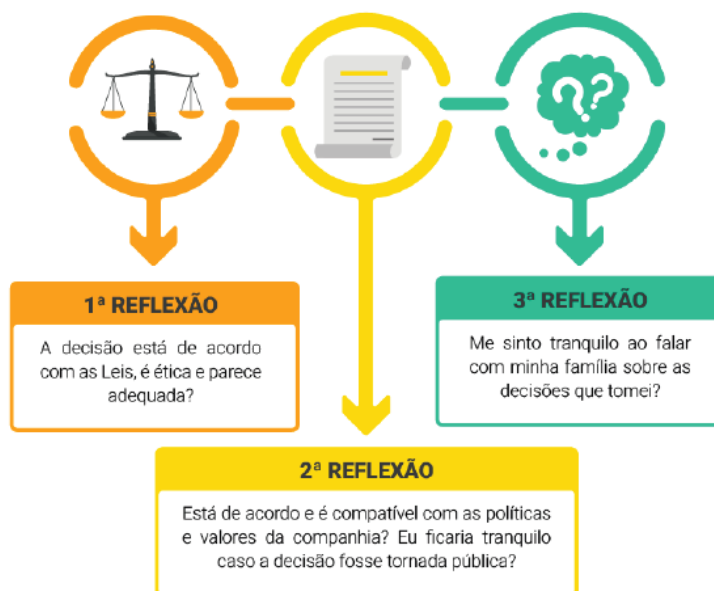 1ª REFLEXÃO
A decisão está de acordo
com as Leis, é ética e parece
adequada?
2ª REFLEXÃO
Está de acordo e é compatível com as políticas
e valores da companhia? Eu ficaria tranquilo
caso a decisão fosse tornada pública?
3ª REFLEXÃO
Me sinto tranquilo ao falar
com minha família sobre as
decisões que tomei?